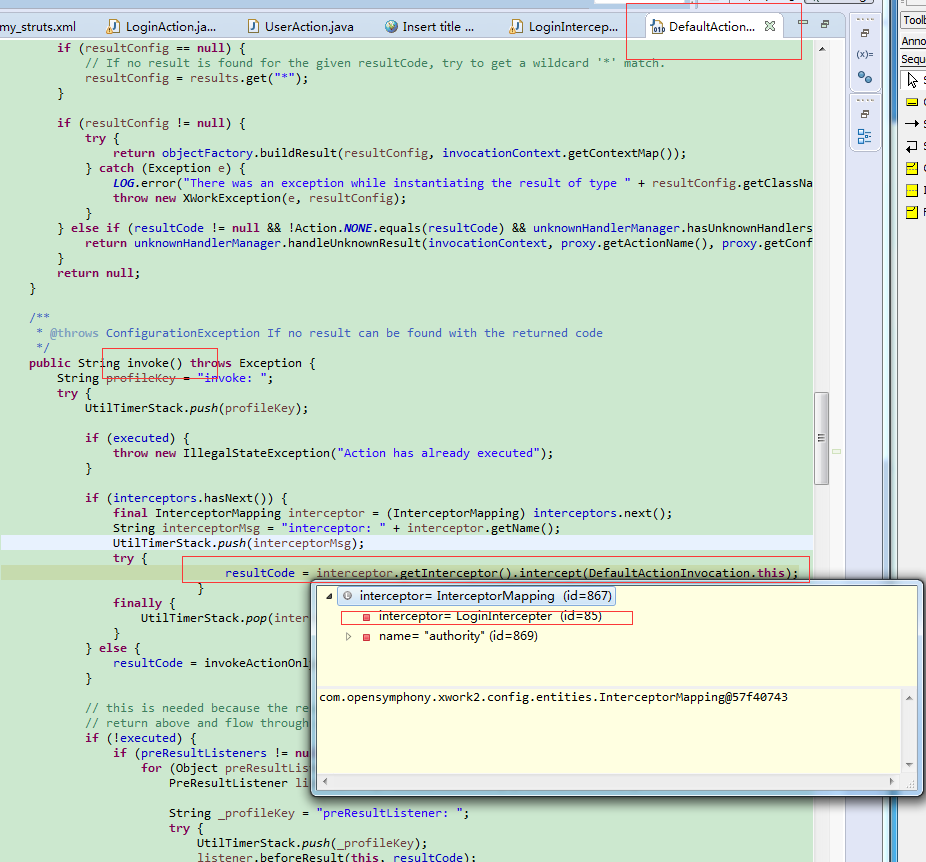 my_struts.xml LoginAction.ja... UserAction.java Insert title ... LoginIntercep... DefaultAction...
Tool
Anno
Sequ
if (resultConfig == null) {
// If no result is found for the given resultCode, try to get a wildcard '*' match.
resultConfig = results.get("*");
}
if (resultConfig != null) {
try {
return objectFactory.buildResult(resultConfig, invocationContext.getContextMap());
} catch (Exception e) {
LOG.error("There was an exception while instantiating the result of type " + resultConfig.getClassNa
throw new XWorkException(e, resultConfig);
}
} else if (resultCode != null && !Action.NONE.equals(resultCode) && unknownHandlerManager.hasUnknownHandlers
return unknownHandlerManager.handleUnknownResult(invocationContext, proxy.getActionName(), proxy.getConf
}
return null;
}
/**
* @throws ConfigurationException If no result can be found with the returned code
*/
public String invoke() throws Exception {
String profileKey = "invoke: ";
try {
UtilTimerStack.push(profileKey);
if (executed) {
throw new IllegalStateException("Action has already executed");
}
if (interceptors.hasNext()) {
final InterceptorMapping interceptor = (InterceptorMapping) interceptors.next();
String interceptorMsg = "interceptor: " + interceptor.getName();
UtilTimerStack.push(interceptorMsg);
try {
resultCode = interceptor.getInterceptor().intercept(DefaultActionInvocation.this);
}
finally {
UtilTimerStack.pop(inter
}
} else {
resultCode = invokeActionOnl
}
// this is needed because the re
// return above and flow through
if (!executed) {
if (preResultListeners != nu
for (Object preResultLis
PreResultListener li
String _profileKey = "preResultListener: ";
try {
UtilTimerStack.push(_profileKey);
listener.beforeResult(this, resultCode);
interceptor= InterceptorMapping (id=867)
interceptor= LoginIntercepter (id=85)
name= "authority" (id=869)
com.opensymphony.xwork2.config.entities.InterceptorMapping@57f40743